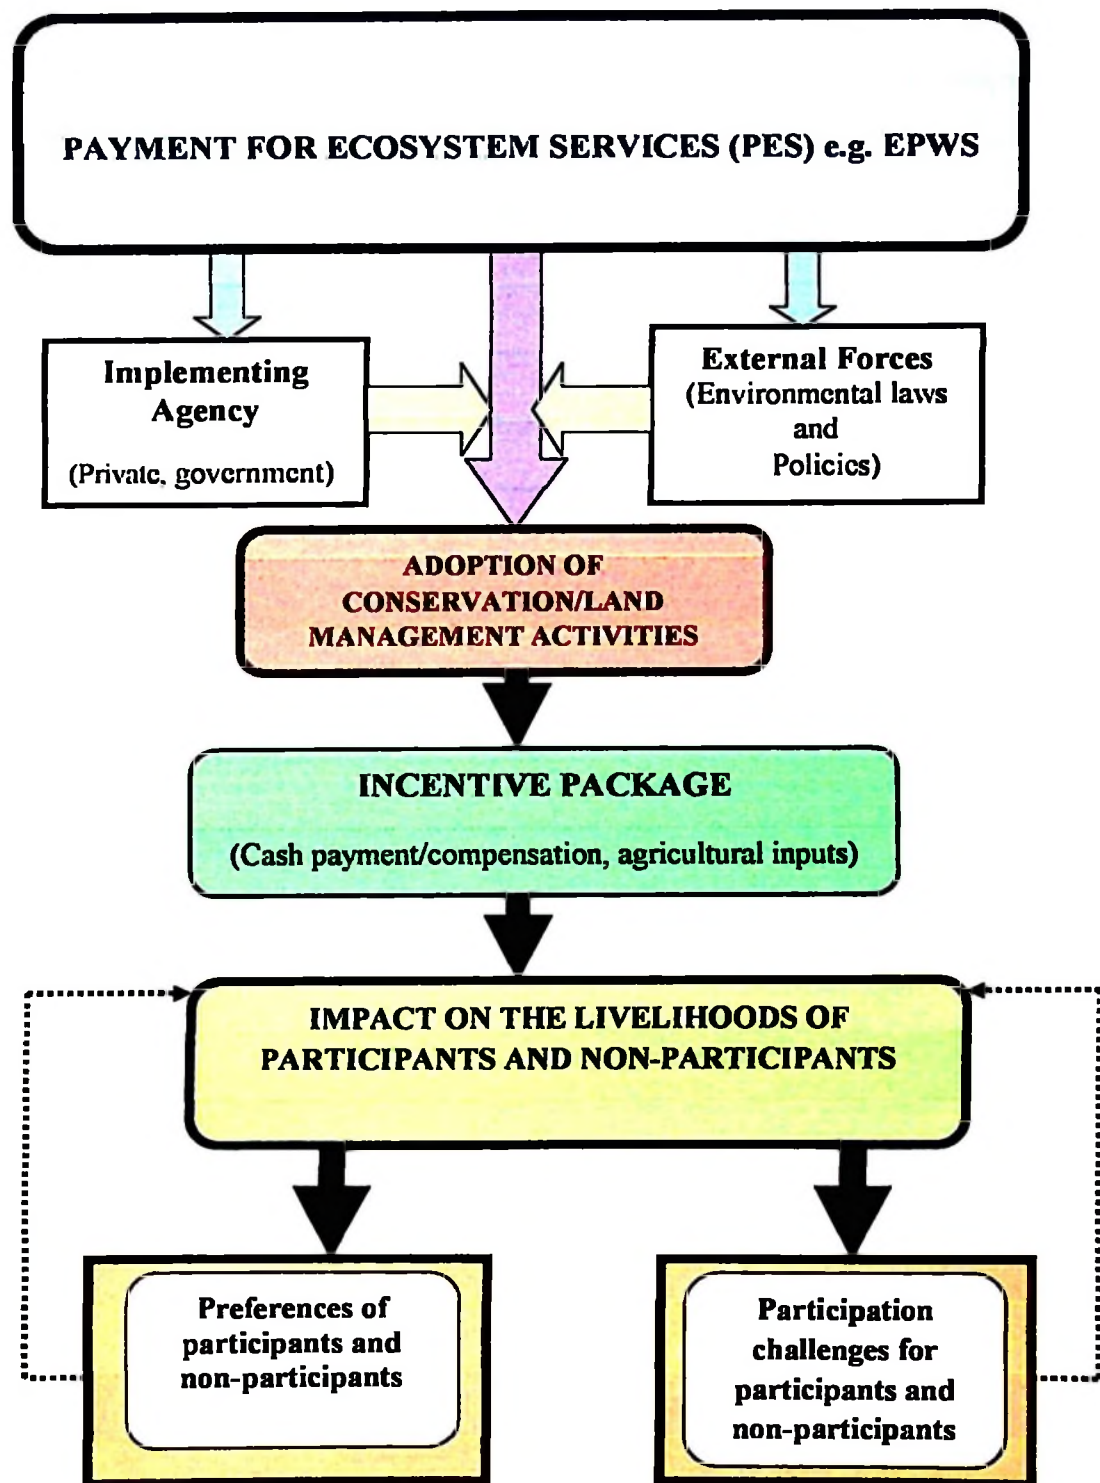 PAYMENT FOR ECOSYSTEM SERVICES (PES) e.g. EPWS
Implementing
Agency
(Private, government)
External Forces
(Environmental laws
and
Policies)
ADOPTION OF
CONSERVATION/LAND
MANAGEMENT ACTIVITIES
INCENTIVE PACKAGE
(Cash payment/compensation, agricultural inputs)
IMPACT ON THE LIVELIHOODS OF
PARTICIPANTS AND NON-PARTICIPANTS
Preferences of
participants and
non-participants
Participation
challenges for
participants and
non-participants